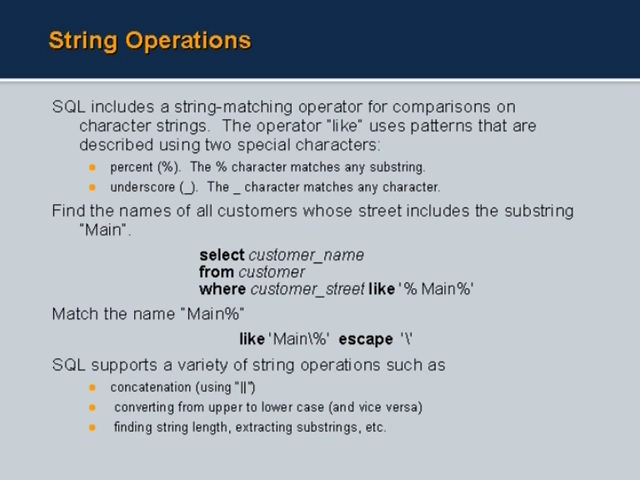 String Operations
SQL includes a string-matching operator for comparisons on
character strings. The operator "like" uses patterns that are
described using two special characters:
percent (%). The % character matches any substring.
underscore (_). The _ character matches any character.
Find the names of all customers whose street includes the substring
"Main".
select customer_name
from customer
where customer_street like '% Main%'
Match the name "Main%"
like 'Main\%' escape '\'
SQL supports a variety of string operations such as
concatenation (using "||")
converting from upper to lower case (and vice versa)
finding string length, extracting substrings, etc.